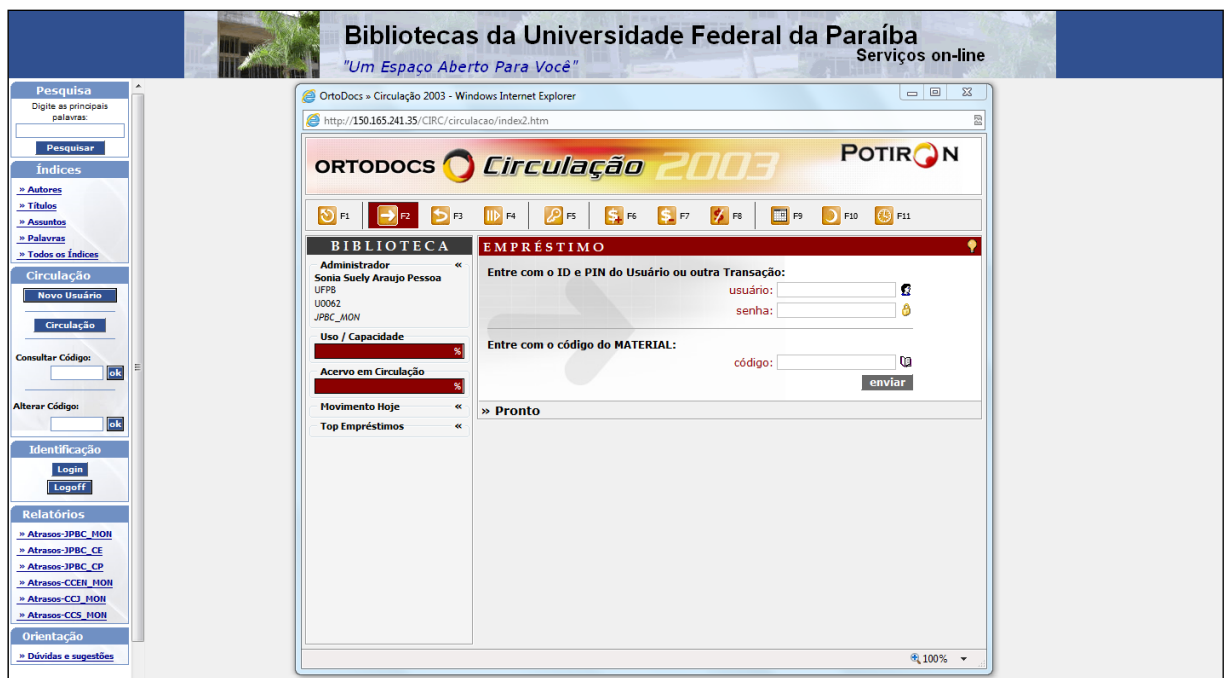 Bibliotecas da Universidade Federal da Paraíba
Serviços on-line
"Um Espaço Aberto Para Você"
Pesquisa
Digite as principais
palavras:
Pesquisar
Índices
» Autores
» Títulos
» Assuntos
» Palavras
» Todos os Índices
Circulação
Novo Usuário
Circulação
Consultar Código:
ok
Alterar Código:
ok
Identificação
Login
Logoff
Relatórios
» Atrasos-JPBC_MON
» Atrasos-JPBC_CE
» Atrasos-JPBC_CP
» Atrasos-CCEN_MON
» Atrasos-CCJ_MON
» Atrasos-CCS_MON
Orientação
» Dúvidas e sugestões
OrtoDocs » Circulação 2003 - Windows Internet Explorer
http://150.165.241.35/CIRC/circulacao/index2.htm
ORTODOCS Circulação 2003
POTIRON
F1 F2 F3 F4 F5 F6 F7 F8 F9 F10 F11
BIBLIOTECA
Administrador «
Sonia Suely Araujo Pessoa
UFPB
U0062
JPBC_MON
Uso / Capacidade
%
Acervo em Circulação
%
Movimento Hoje «
Top Empréstimos «
EMPRÉSTIMO
Entre com o ID e PIN do Usuário ou outra Transação:
usuário:
senha:
Entre com o código do MATERIAL:
código:
enviar
» Pronto
100%